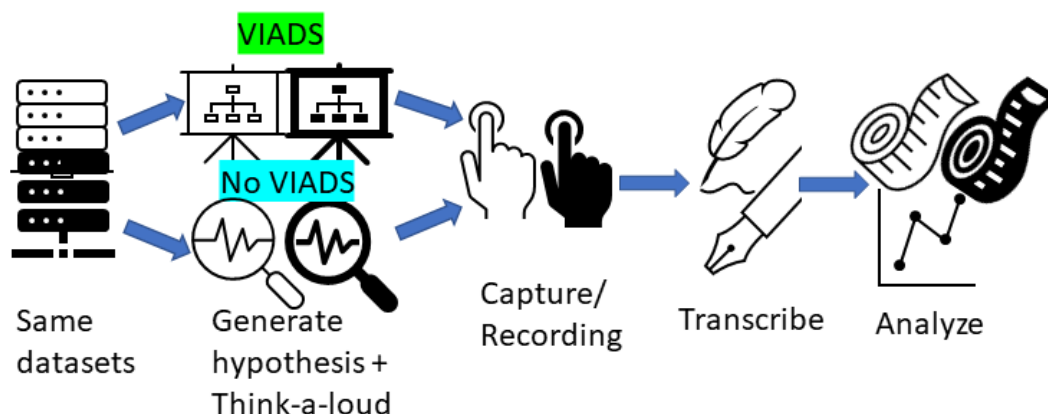 VIADS
No VIADS
Same
datasets
Generate
hypothesis +
Think-a-loud
Capture/
Recording
Transcribe
Analyze